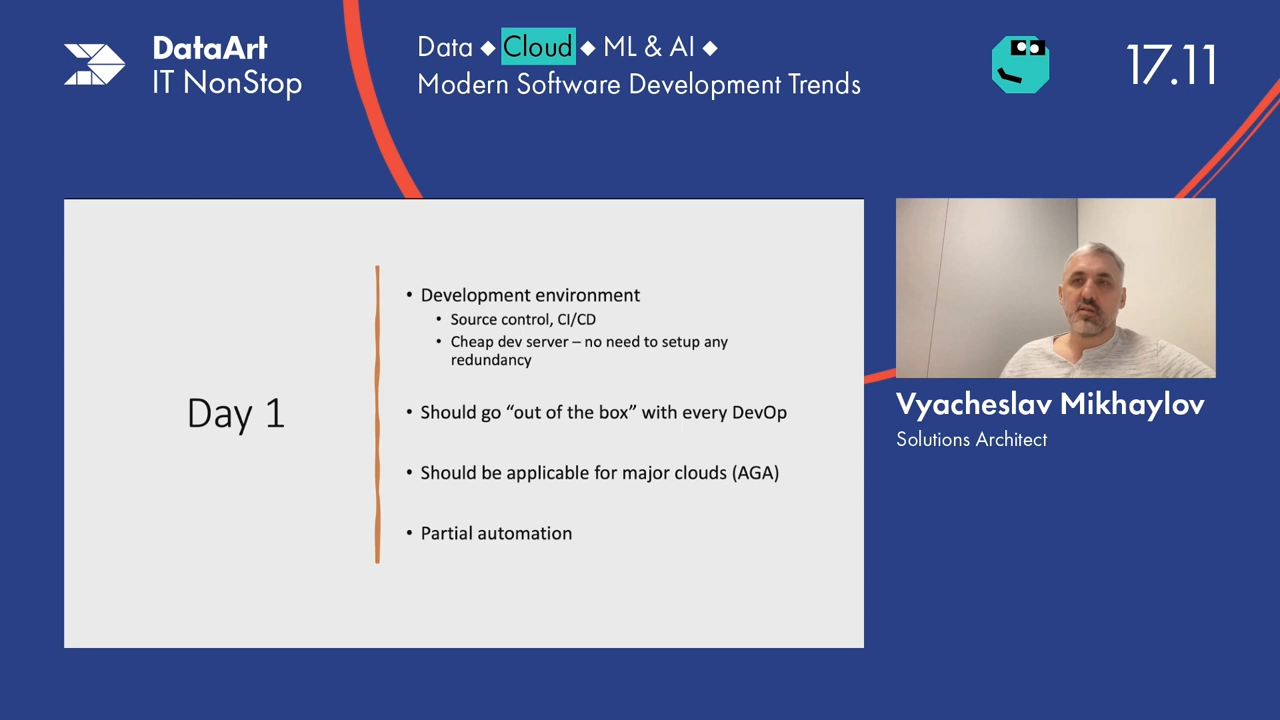 DataArt
IT NonStop
Data ◆ Cloud ◆ ML & AI ◆
Modern Software Development Trends
17.11
Day 1
• Development environment
• Source control, CI/CD
• Cheap dev server – no need to setup any
redundancy
• Should go “out of the box” with every DevOp
• Should be applicable for major clouds (AGA)
• Partial automation
Vyacheslav Mikhaylov
Solutions Architect